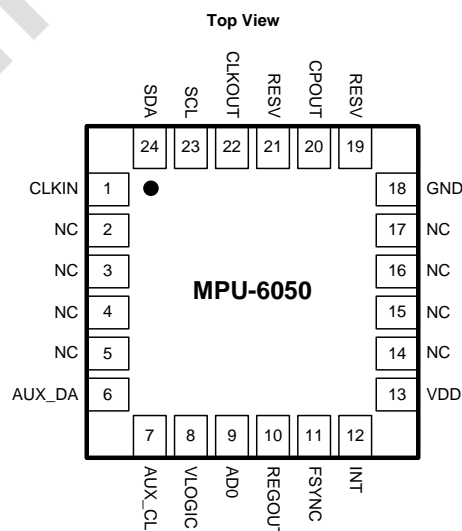 Top View
SDA
SCL
CLKOUT
RESV
CPOUT
RESV
24 23 22 21 20 19
CLKIN 1 18 GND
NC 2 17 NC
NC 3 16 NC
MPU-6050
NC 4 15 NC
NC 5 14 NC
AUX_DA 6 13 VDD
7 8 9 10 11 12
AUX_CL
VLOGIC
AD0
REGOUT
FSYNC
INT